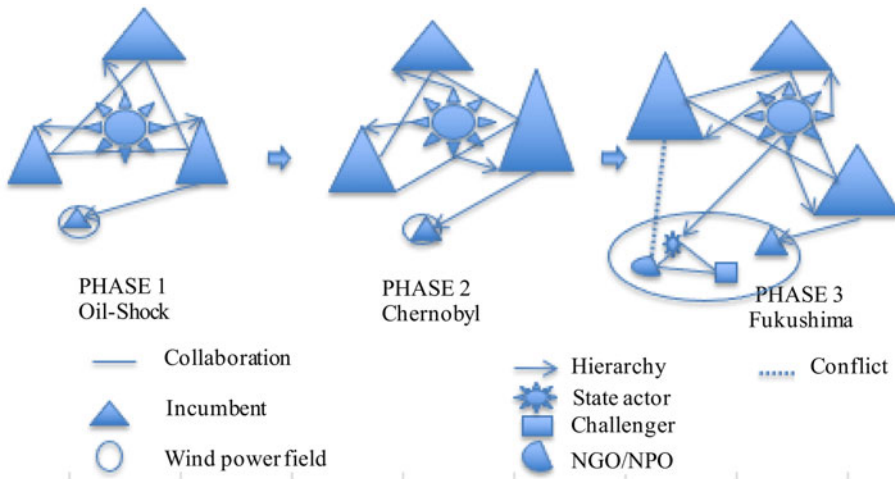 PHASE 1
Oil-Shock
PHASE 2
Chernobyl
PHASE 3
Fukushima
Collaboration
Incumbent
Wind power field
Hierarchy
State actor
Challenger
NGO/NPO
Conflict